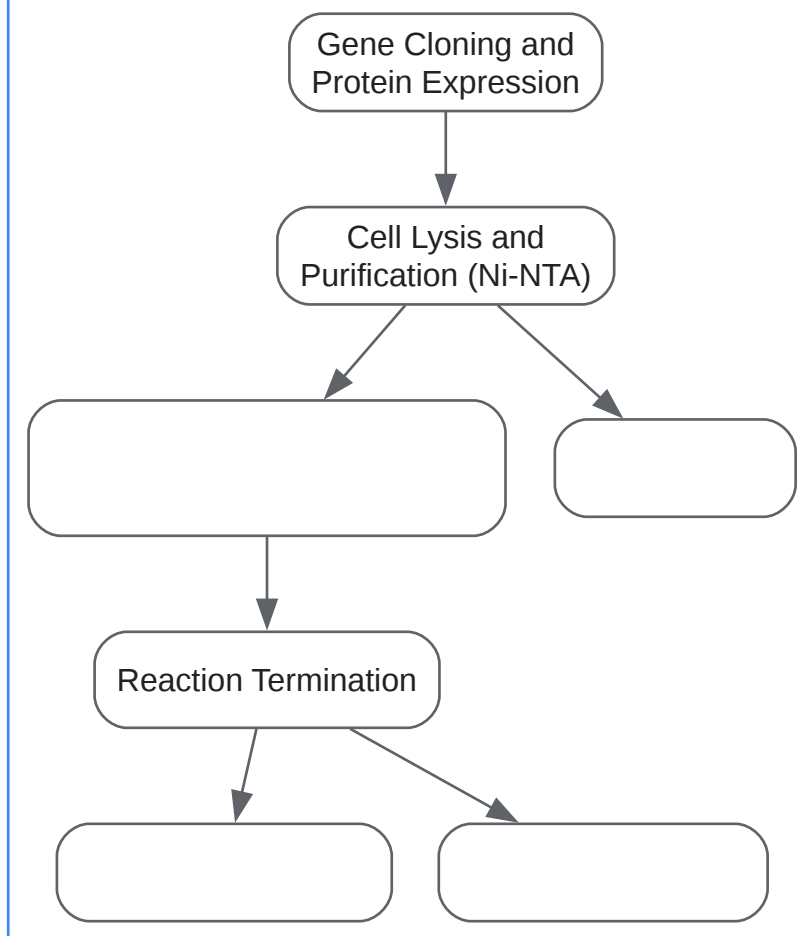 Gene Cloning and
Protein Expression
Cell Lysis and
Purification (Ni-NTA)
Reaction Termination